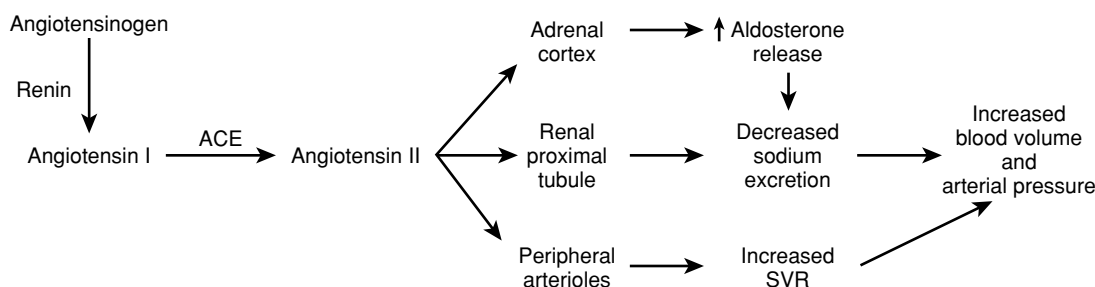 Angiotensinogen
Renin
Angiotensin I
ACE
Angiotensin II
Adrenal
cortex
Aldosterone
release
Renal
proximal
tubule
Decreased
sodium
excretion
Peripheral
arterioles
Increased
SVR
Increased
blood volume
and
arterial pressure